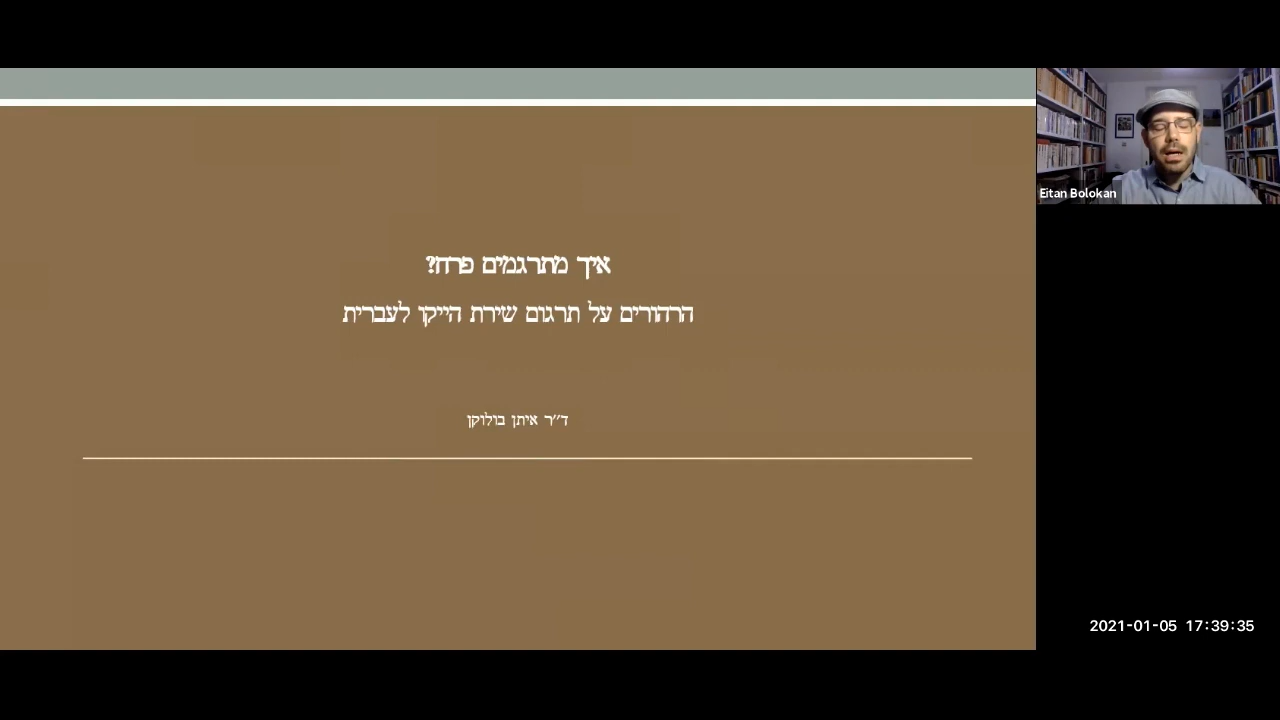 איך מתרגמים פרח?
הרהורים על תרגום שירת הייקו לעברית
ד״ר איתן בולוקן
Eitan Bolokan
2021-01-05 17:39:35